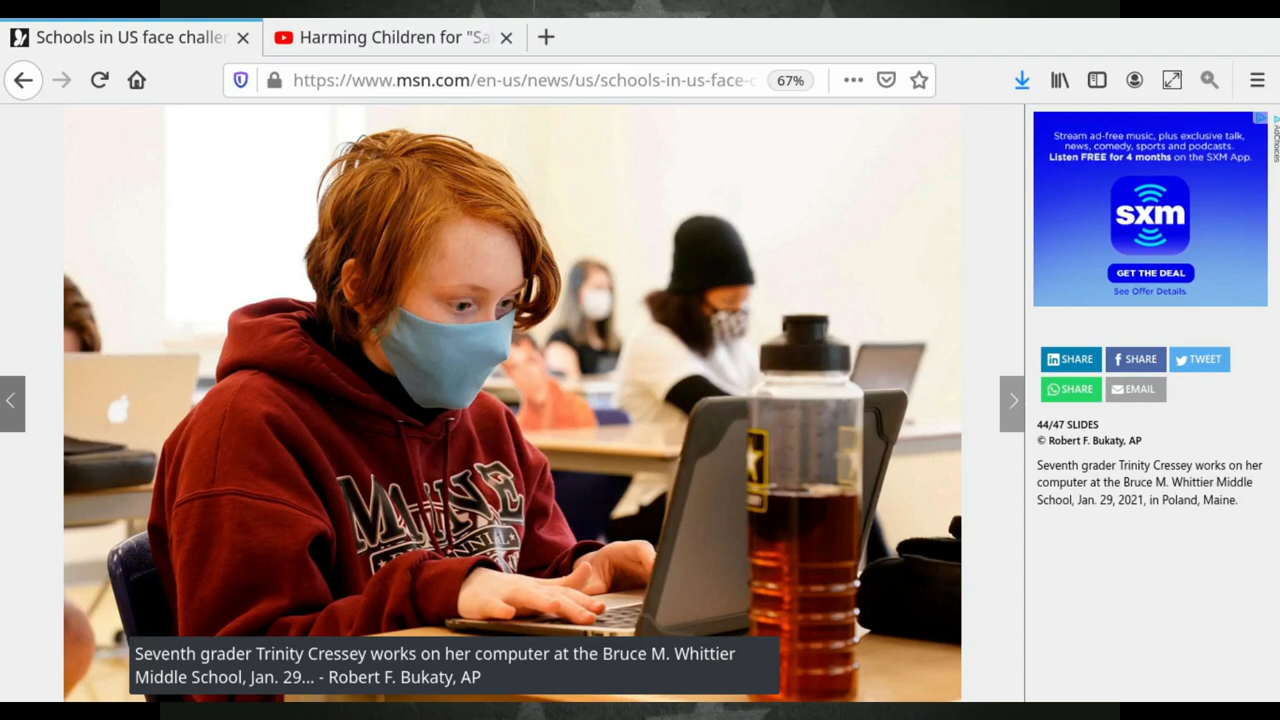 Schools in US face challer
Harming Children for "Sa
https://www.msn.com/en-us/news/us/schools-in-us-face-c
67%
Stream ad-free music, plus exclusive talk,
news, comedy, sports and podcasts.
Listen FREE for 4 months on the SXM App.
sxm
GET THE DEAL
See Offer Details.
AdChoices
SHARE
SHARE
TWEET
SHARE
EMAIL
44/47 SLIDES
© Robert F. Bukaty, AP
Seventh grader Trinity Cressey works on her
computer at the Bruce M. Whittier Middle
School, Jan. 29, 2021, in Poland, Maine.
MAINE
Seventh grader Trinity Cressey works on her computer at the Bruce M. Whittier
Middle School, Jan. 29... - Robert F. Bukaty, AP